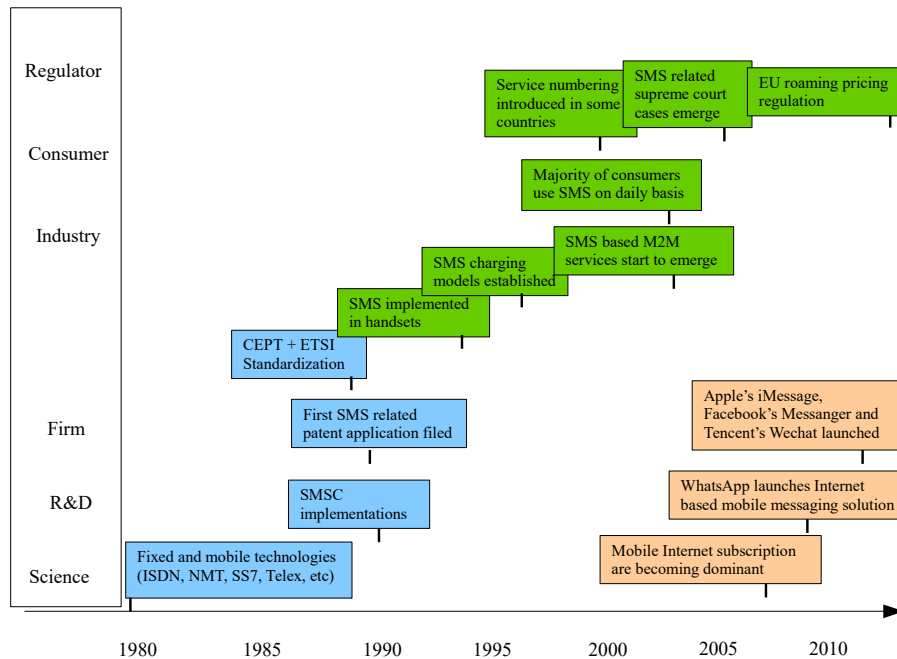 Regulator
Service numbering
introduced in some
countries
SMS related
supreme court
cases emerge
EU roaming pricing
regulation
Consumer
Majority of consumers
use SMS on daily basis
Industry
SMS based M2M
services start to emerge
SMS charging
models established
SMS implemented
in handsets
CEPT + ETSI
Standardization
Firm
First SMS related
patent application filed
Apple’s iMessage,
Facebook’s Messanger and
Tencent’s Wechat launched
R&D
SMSC
implementations
WhatsApp launches Internet
based mobile messaging solution
Science
Fixed and mobile technologies
(ISDN, NMT, SS7, Telex, etc)
Mobile Internet subscription
are becoming dominant
1980
1985
1990
1995
2000
2005
2010